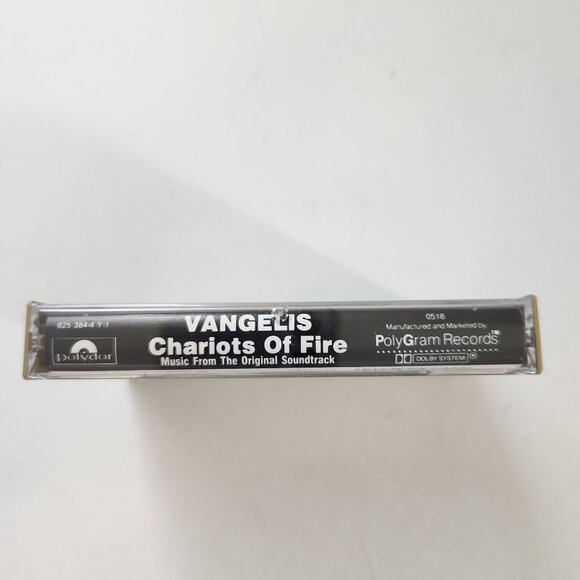 825 384-4 Y-1
polydor
VANGELIS
Chariots Of Fire
Music From The Original Soundtrack
0518
Manufactured and Marketed by
PolyGram Records™
DOLBY SYSTEM ®